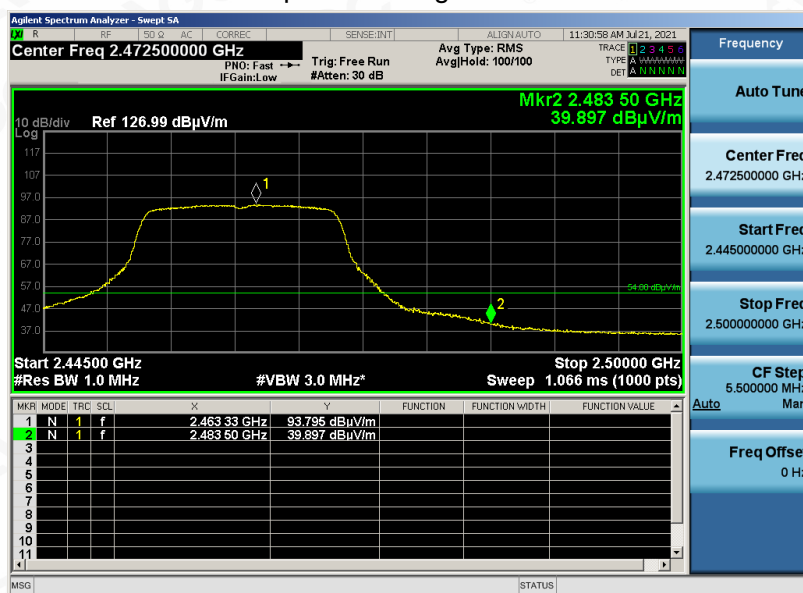 Agilent Spectrum Analyzer - Swept SA
LXI R RF 50 Ω AC CORREC SENSE:INT ALIGN AUTO 11:30:58 AM Jul 21, 2021
Center Freq 2.472500000 GHz
PNO: Fast
IFGain:Low
Trig: Free Run
#Atten: 30 dB
Avg Type: RMS
Avg|Hold: 100/100
TRACE 1 2 3 4 5 6
TYPE A WWWWW
DET A N N N N N
Frequency
Mkr2 2.483 50 GHz
39.897 dBµV/m
10 dB/div Ref 126.99 dBµV/m
Log
117
107
97.0
87.0
77.0
67.0
57.0
47.0
37.0
1
54.00 dBµV/m
2
Start 2.44500 GHz Stop 2.50000 GHz
#Res BW 1.0 MHz #VBW 3.0 MHz* Sweep 1.066 ms (1000 pts)
MKR MODE TRC SCL X Y FUNCTION FUNCTION WIDTH FUNCTION VALUE
1 N 1 f 2.463 33 GHz 93.795 dBµV/m
2 N 1 f 2.483 50 GHz 39.897 dBµV/m
3
4
5
6
7
8
9
10
11
Auto Tune
Center Freq
2.472500000 GHz
Start Freq
2.445000000 GHz
Stop Freq
2.500000000 GHz
CF Step
5.500000 MHz
Auto Man
Freq Offset
0 Hz
MSG STATUS